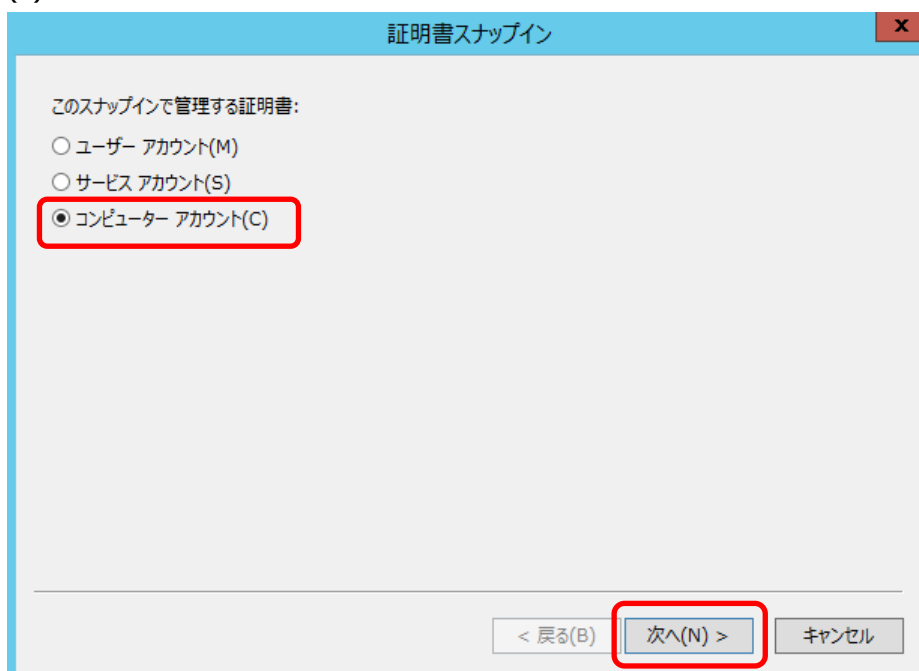 証明書スナップイン
x
このスナップインで管理する証明書:
ユーザー アカウント(M)
サービス アカウント(S)
コンピューター アカウント(C)
< 戻る(B) 次へ(N) > キャンセル